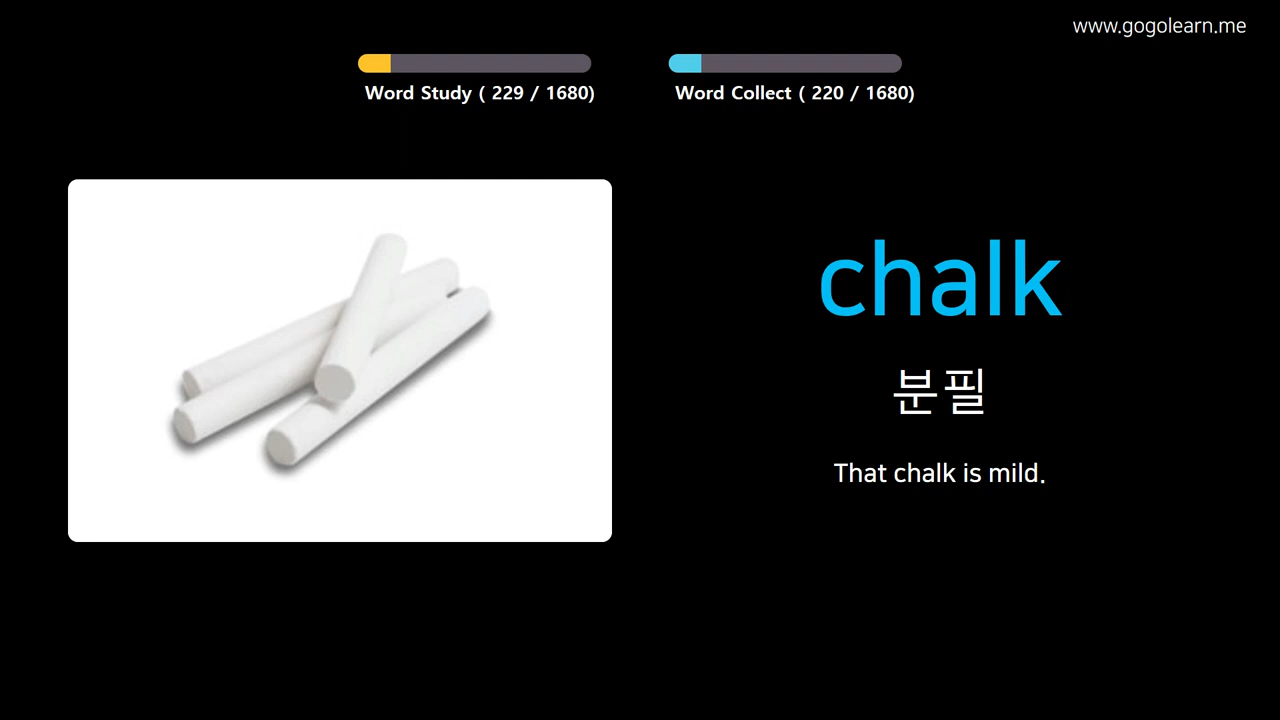 www.gogolearn.me
Word Study ( 229 / 1680)
Word Collect ( 220 / 1680)
chalk
분필
That chalk is mild.